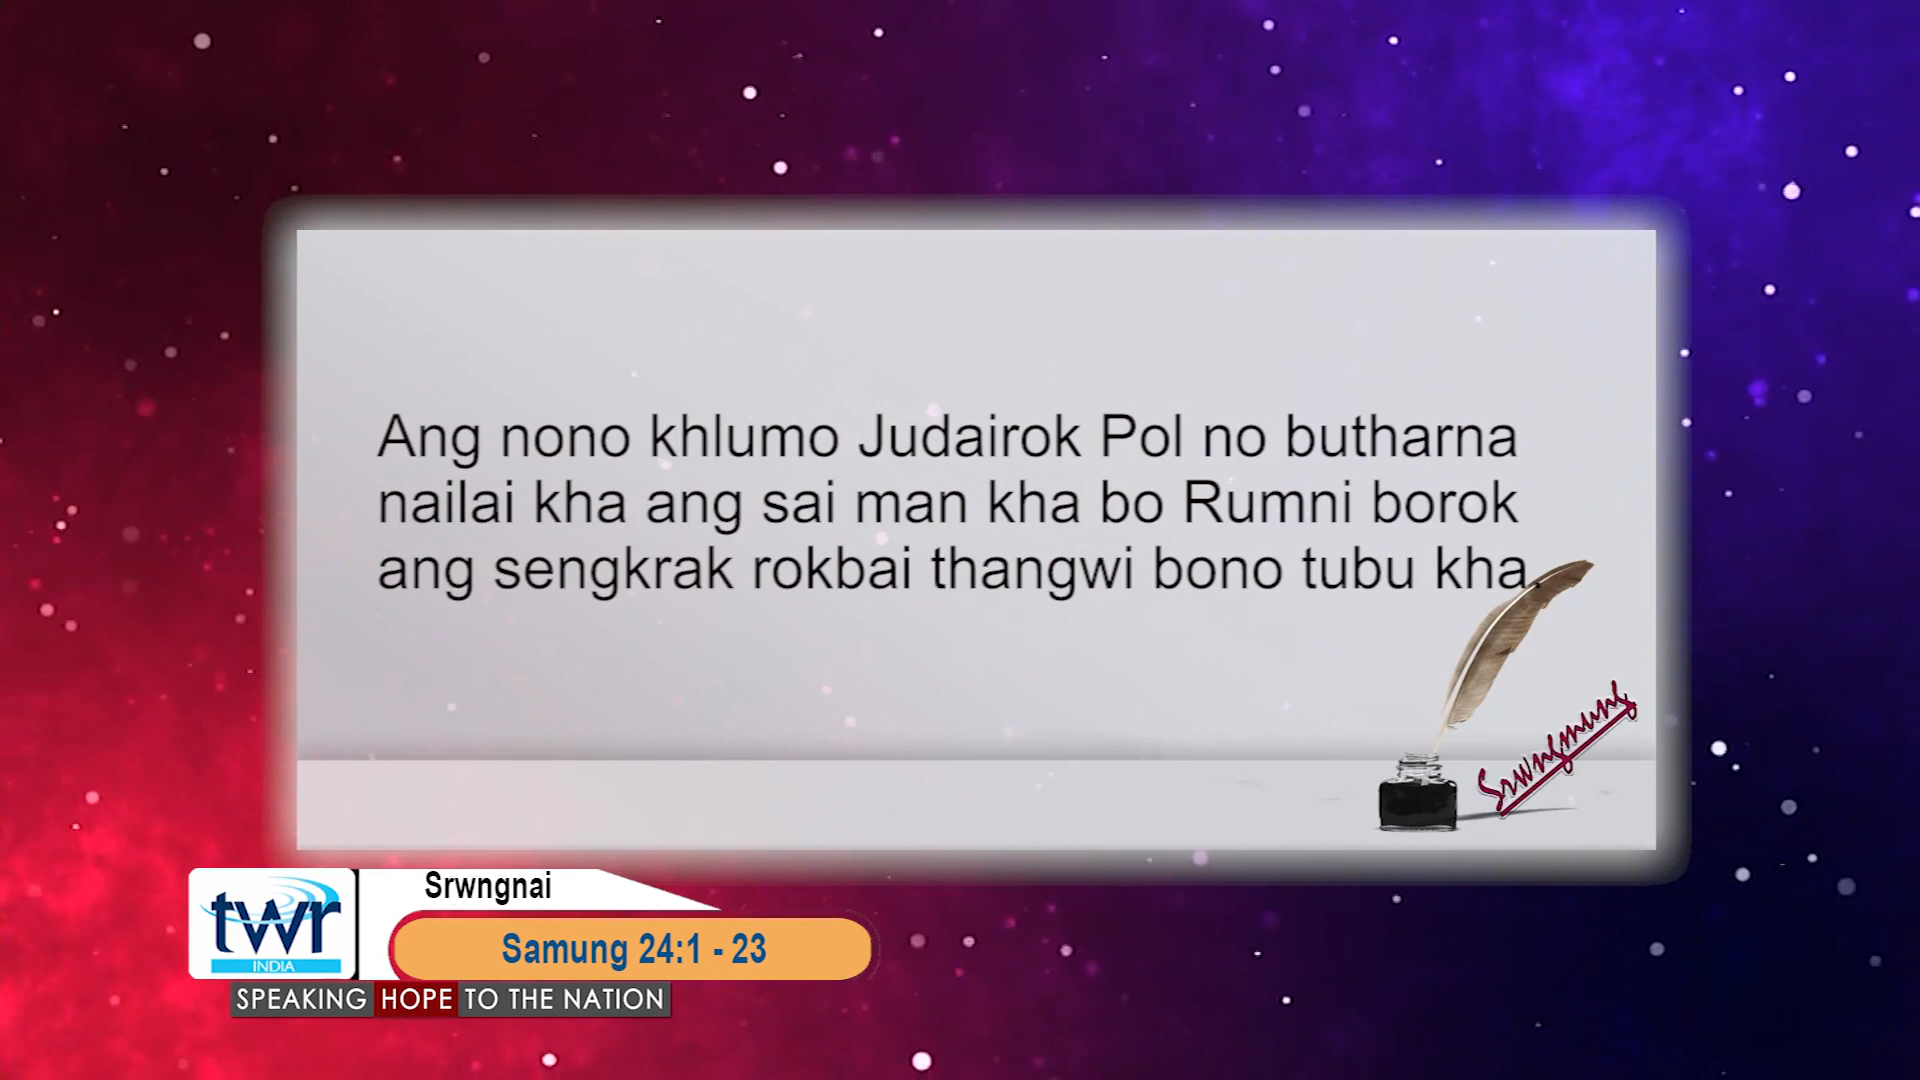 Ang nono khlumo Judairok Pol no butharna
nailai kha ang sai man kha bo Rumni borok
ang sengkrak rokbai thangwi bono tubu kha.
Srwngmung
twr
INDIA
Srwngnai
Samung 24:1 - 23
SPEAKING HOPE TO THE NATION